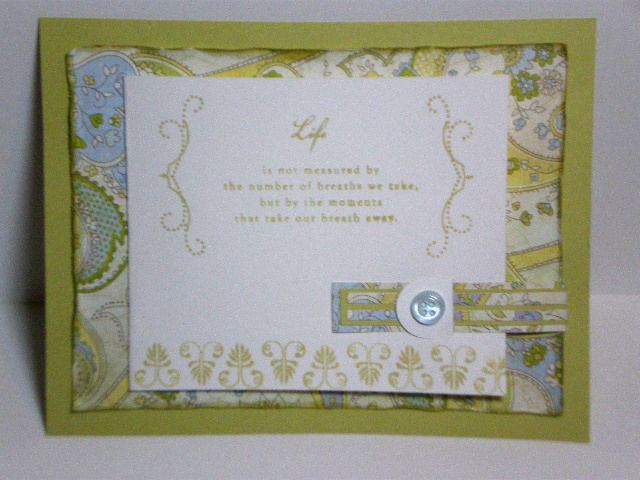 Life
is not measured by
the number of breaths we take,
but by the moments
that take our breath away.